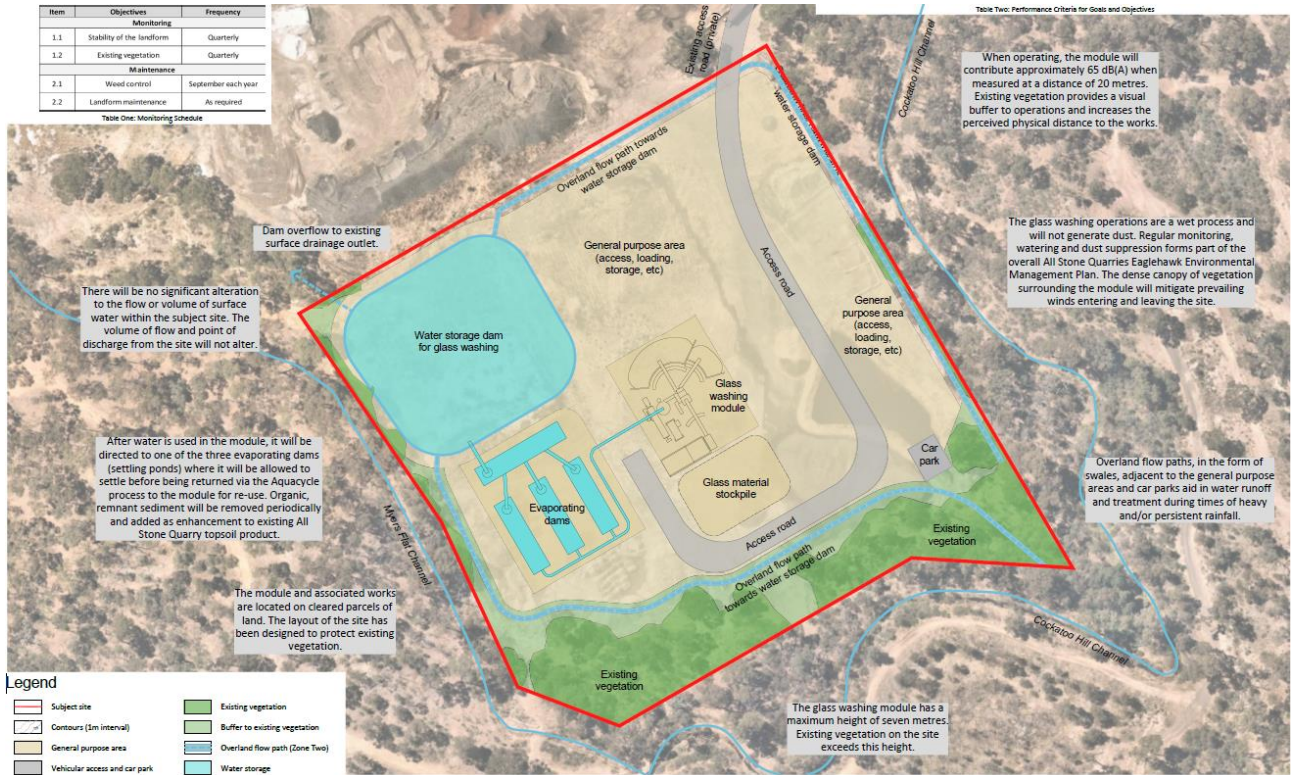 Item Objectives Frequency
Monitoring
1.1 Stability of the landform Quarterly
1.2 Existing vegetation Quarterly
Maintenance
2.1 Weed control September each year
2.2 Landform maintenance As required
Table One: Monitoring Schedule
Table Two: Performance Criteria for Goals and Objectives
Existing access
road (private)
Cockatoo Hill Channel
When operating, the module will
contribute approximately 65 dB(A) when
measured at a distance of 20 metres.
Existing vegetation provides a visual
buffer to operations and increases the
perceived physical distance to the works.
Overland flow path towards
water storage dam
water storage dam
Dam overflow to existing
surface drainage outlet.
General purpose area
(access, loading,
storage, etc)
Access road
The glass washing operations are a wet process and
will not generate dust. Regular monitoring,
watering and dust suppression forms part of the
overall All Stone Quarries Eaglehawk Environmental
Management Plan. The dense canopy of vegetation
surrounding the module will mitigate prevailing
winds entering and leaving the site.
There will be no significant alteration
to the flow or volume of surface
water within the subject site. The
volume of flow and point of
discharge from the site will not alter.
Water storage dam
for glass washing
General
purpose area
(access,
loading,
storage, etc)
Glass
washing
module
Car
park
After water is used in the module, it will be
directed to one of the three evaporating dams
(settling ponds) where it will be allowed to
settle before being returned via the Aquacycle
process to the module for re-use. Organic,
remnant sediment will be removed periodically
and added as enhancement to existing All
Stone Quarry topsoil product.
Myers Flat Channel
Evaporating
dams
Glass material
stockpile
Access road
Overland flow path
towards water storage dam
Existing
vegetation
Overland flow paths, in the form of
swales, adjacent to the general purpose
areas and car parks aid in water runoff
and treatment during times of heavy
and/or persistent rainfall.
The module and associated works
are located on cleared parcels of
land. The layout of the site has
been designed to protect existing
vegetation.
Cockatoo Hill Channel
Existing
vegetation
The glass washing module has a
maximum height of seven metres.
Existing vegetation on the site
exceeds this height.
Legend
Subject site
Contours (1m interval)
General purpose area
Vehicular access and car park
Existing vegetation
Buffer to existing vegetation
Overland flow path (Zone Two)
Water storage